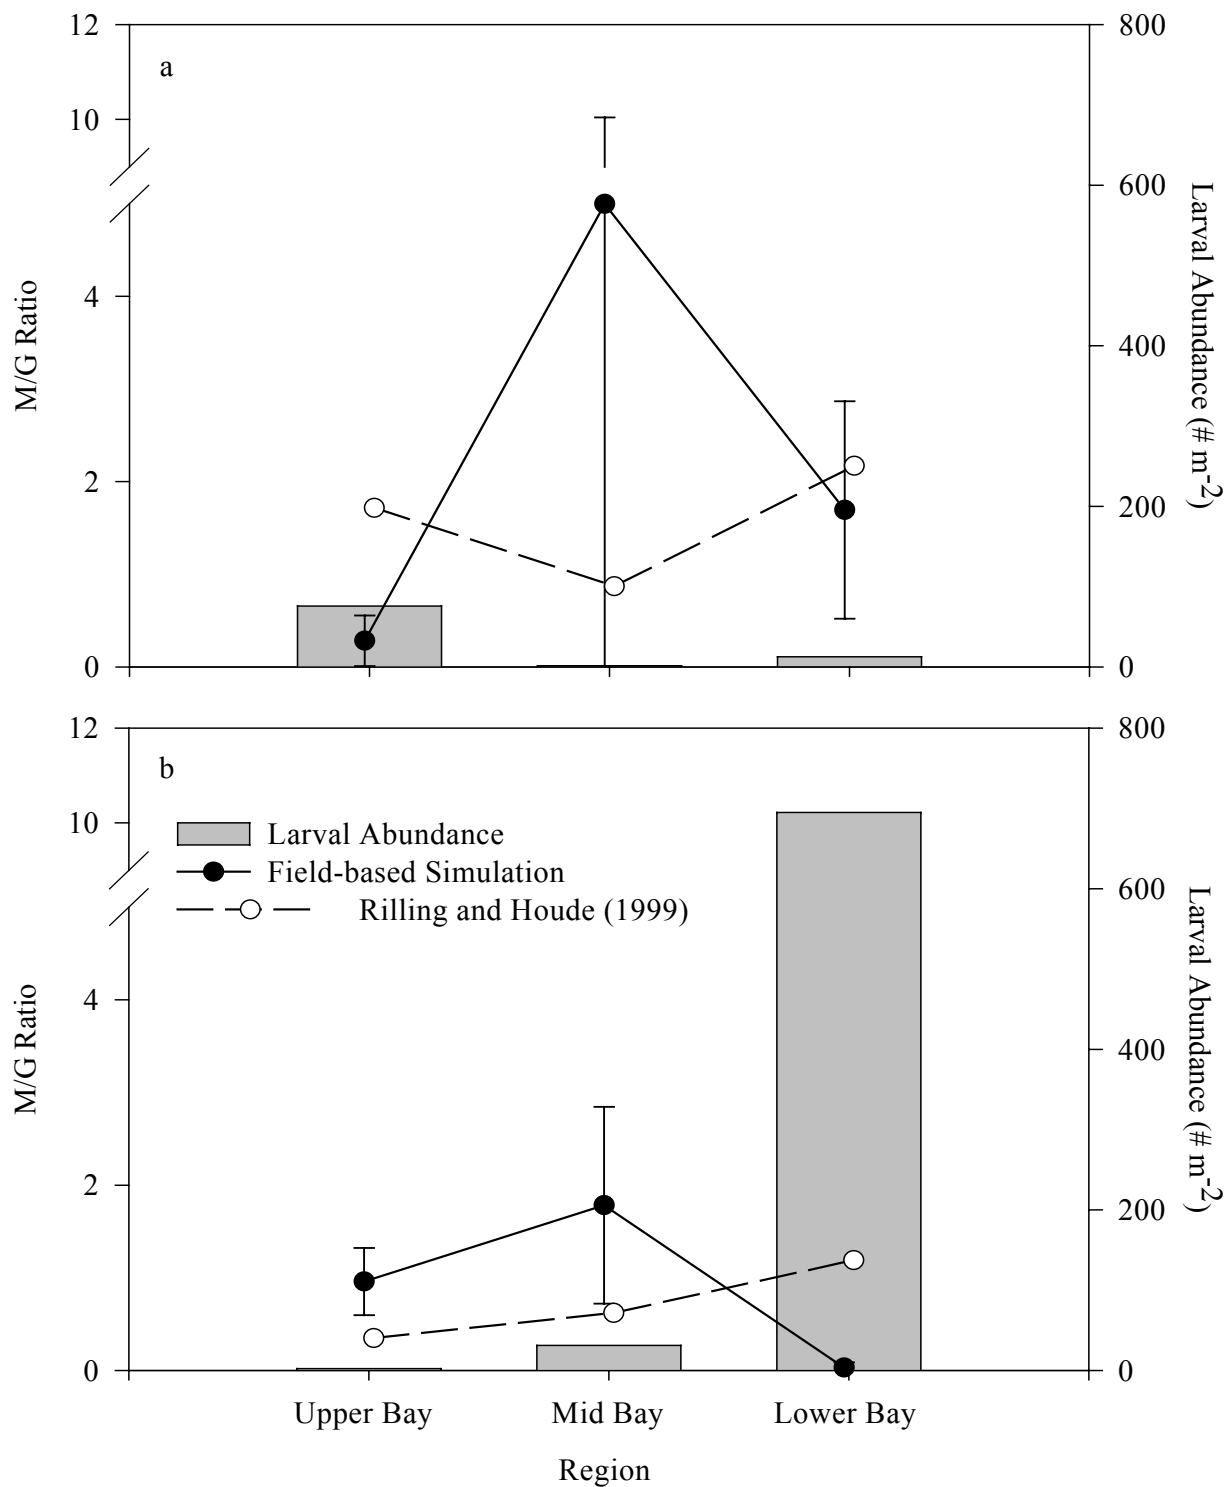 12
10
4
2
0
M/G Ratio
a
800
600
400
200
0
Larval Abundance (# m-2)
12
10
4
2
0
M/G Ratio
b
Larval Abundance
Field-based Simulation
Rilling and Houde (1999)
800
600
400
200
0
Larval Abundance (# m-2)
Upper Bay Mid Bay Lower Bay
Region